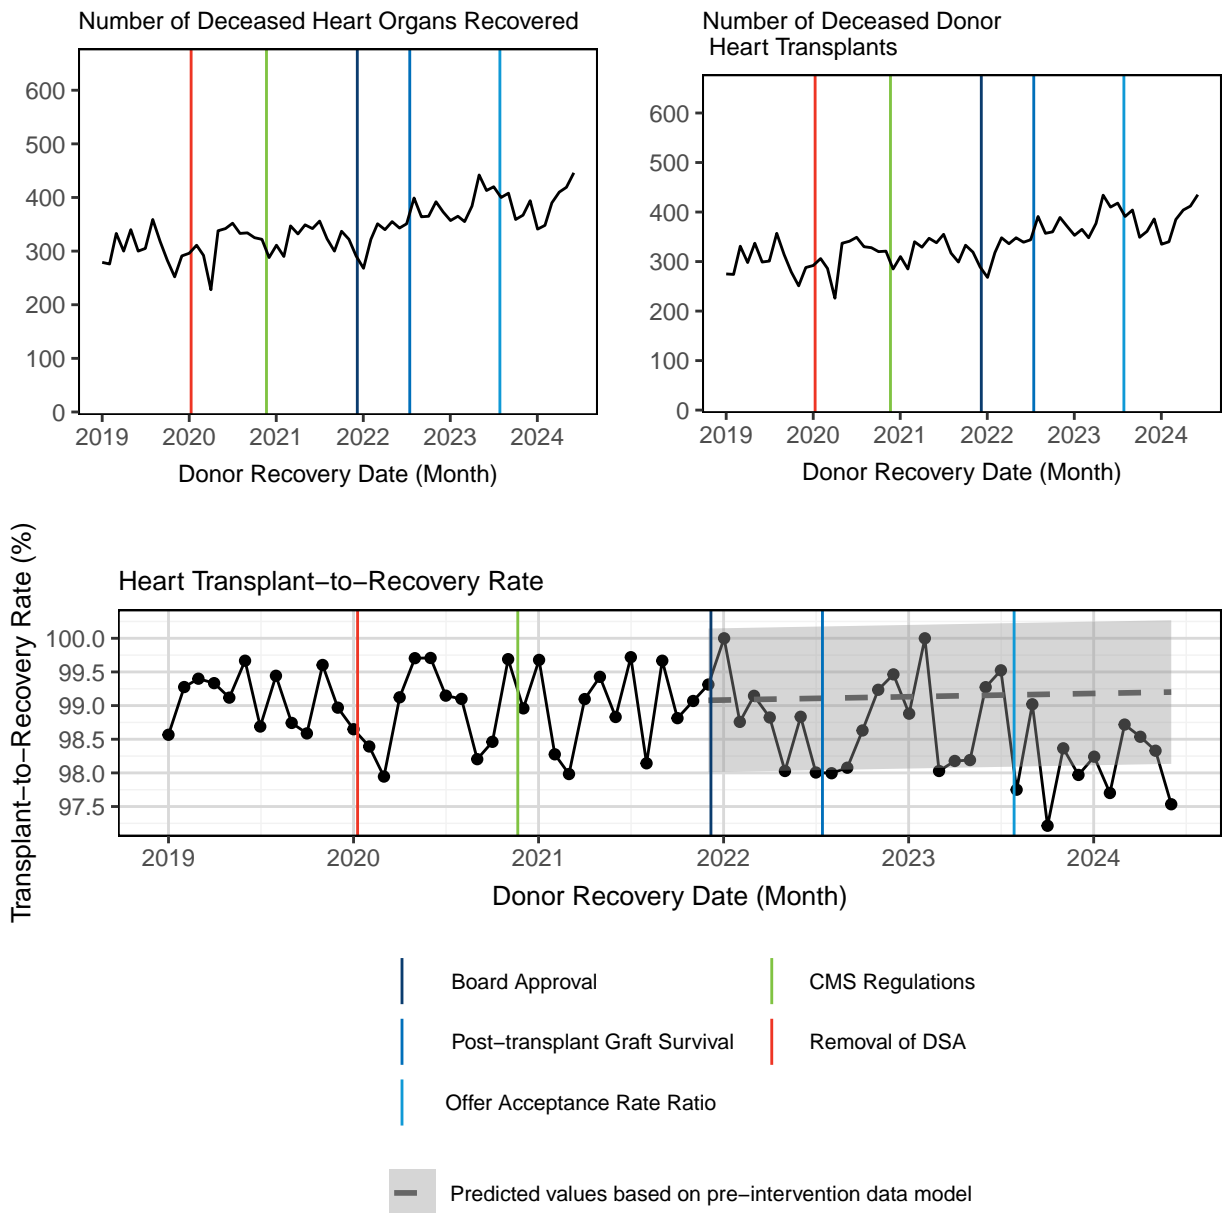 Number of Deceased Heart Organs Recovered
600
500
400
300
200
100
0
2019 2020 2021 2022 2023 2024
Donor Recovery Date (Month)
Number of Deceased Donor
Heart Transplants
600
500
400
300
200
100
0
2019 2020 2021 2022 2023 2024
Donor Recovery Date (Month)
Heart Transplant−to−Recovery Rate
Transplant−to−Recovery Rate (%)
100.0
99.5
99.0
98.5
98.0
97.5
2019 2020 2021 2022 2023 2024
Donor Recovery Date (Month)
Board Approval
CMS Regulations
Post−transplant Graft Survival
Removal of DSA
Offer Acceptance Rate Ratio
Predicted values based on pre−intervention data model